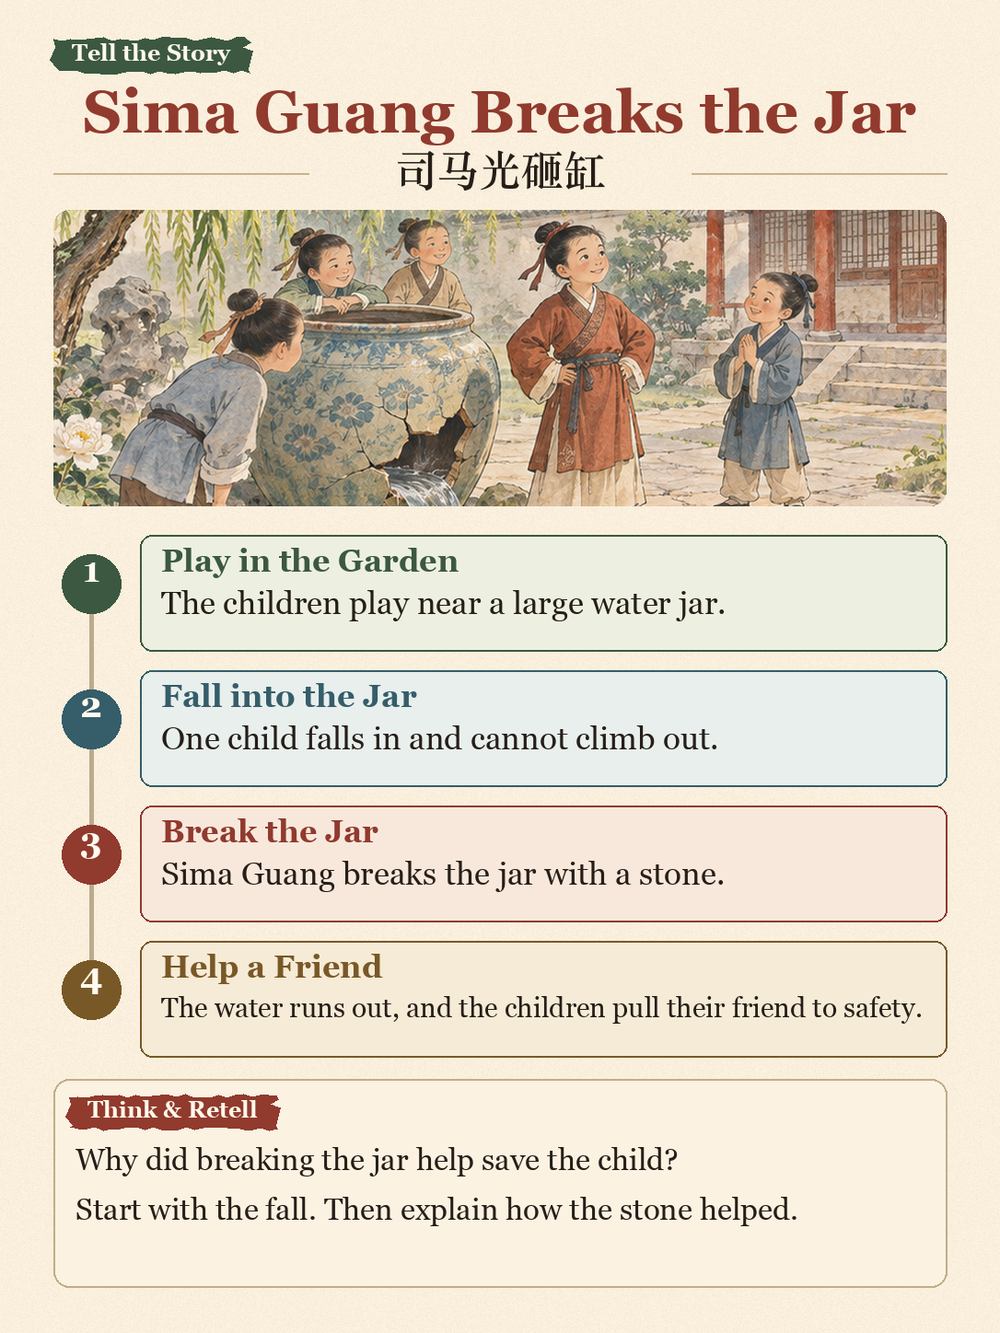 Tell the Story
Sima Guang Breaks the Jar
司马光砸缸
1
Play in the Garden
The children play near a large water jar.
2
Fall into the Jar
One child falls in and cannot climb out.
3
Break the Jar
Sima Guang breaks the jar with a stone.
4
Help a Friend
The water runs out, and the children pull their friend to safety.
Think & Retell
Why did breaking the jar help save the child?
Start with the fall. Then explain how the stone helped.